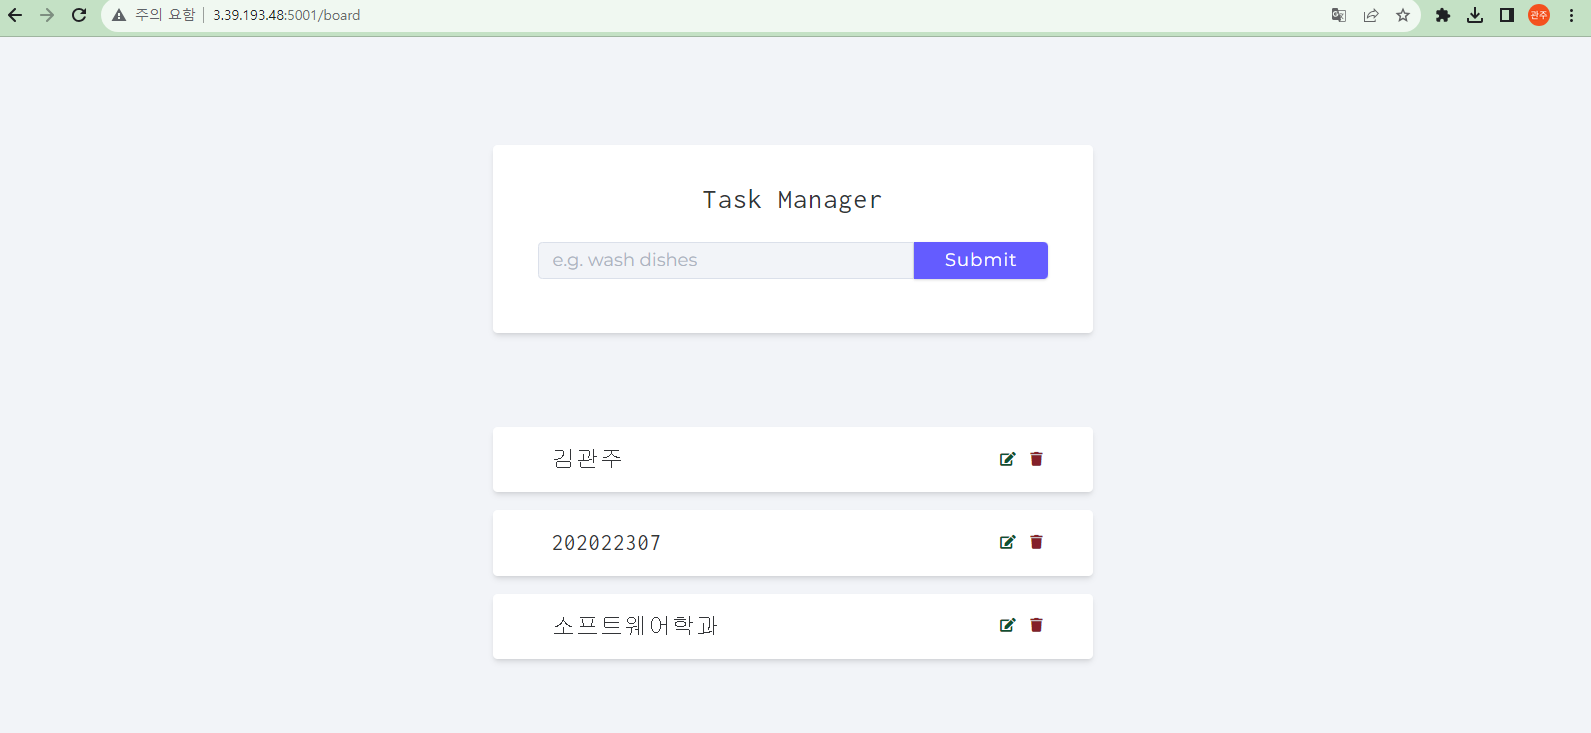 주의 요함
3.39.193.48:5001/board
관주
Task Manager
e.g. wash dishes
Submit
김관주
202022307
소프트웨어학과